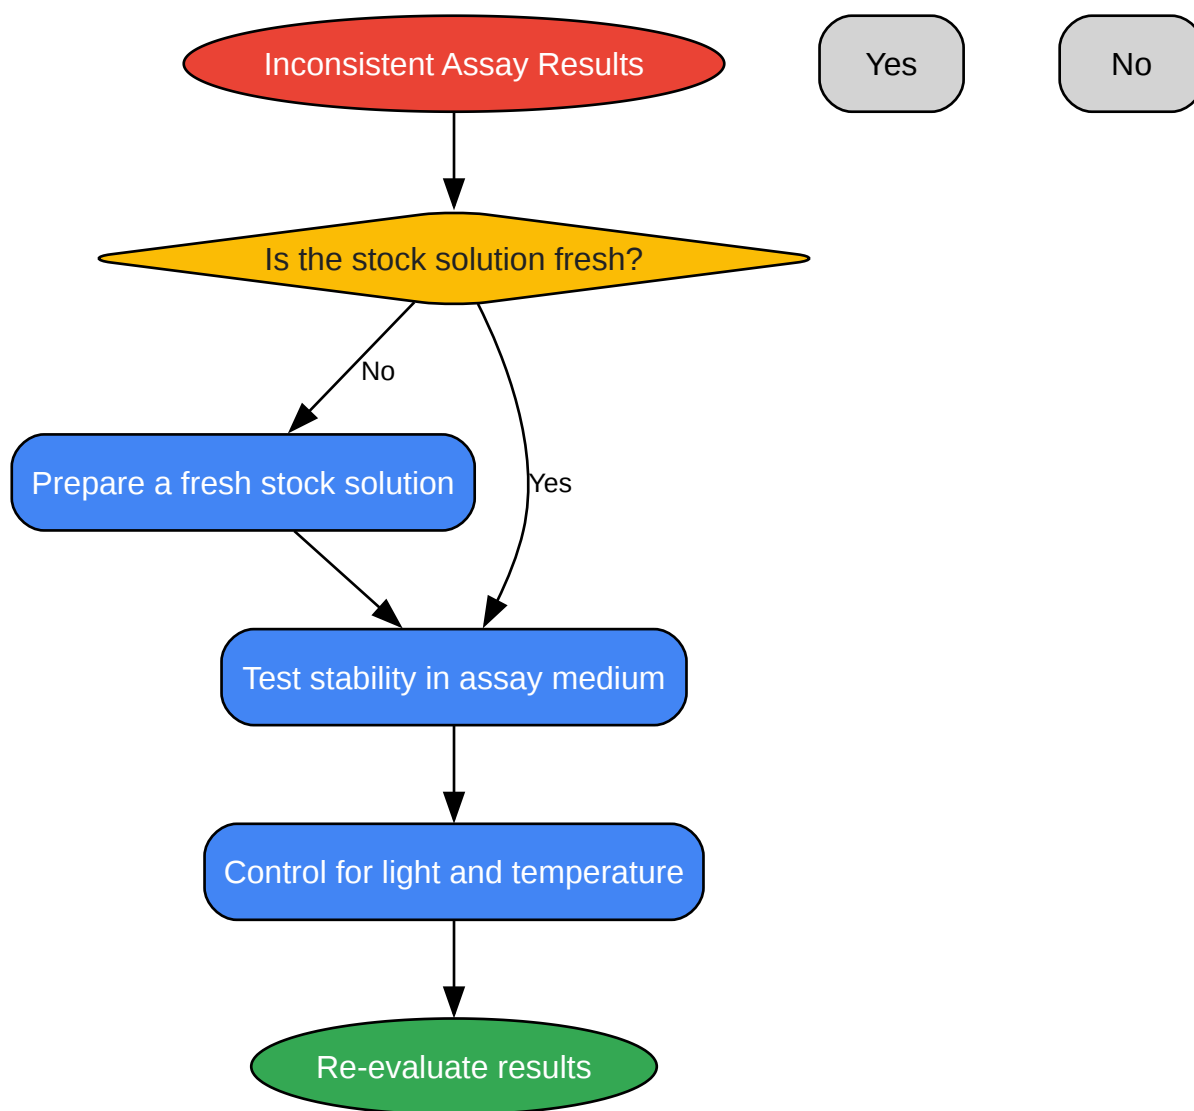 Inconsistent Assay Results
Yes
No
Is the stock solution fresh?
No
Prepare a fresh stock solution
Yes
Test stability in assay medium
Control for light and temperature
Re-evaluate results